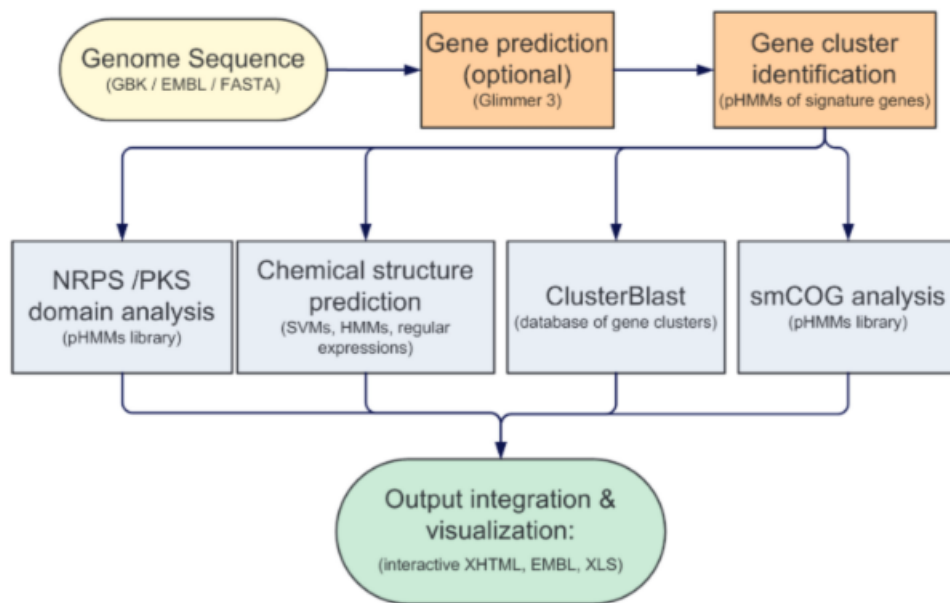 Genome Sequence
(GBK / EMBL / FASTA)
Gene prediction
(optional)
(Glimmer 3)
Gene cluster
identification
(pHMMs of signature genes)
NRPS /PKS
domain analysis
(pHMMs library)
Chemical structure
prediction
(SVMs, HMMs, regular
expressions)
ClusterBlast
(database of gene clusters)
smCOG analysis
(pHMMs library)
Output integration &
visualization:
(interactive XHTML, EMBL, XLS)